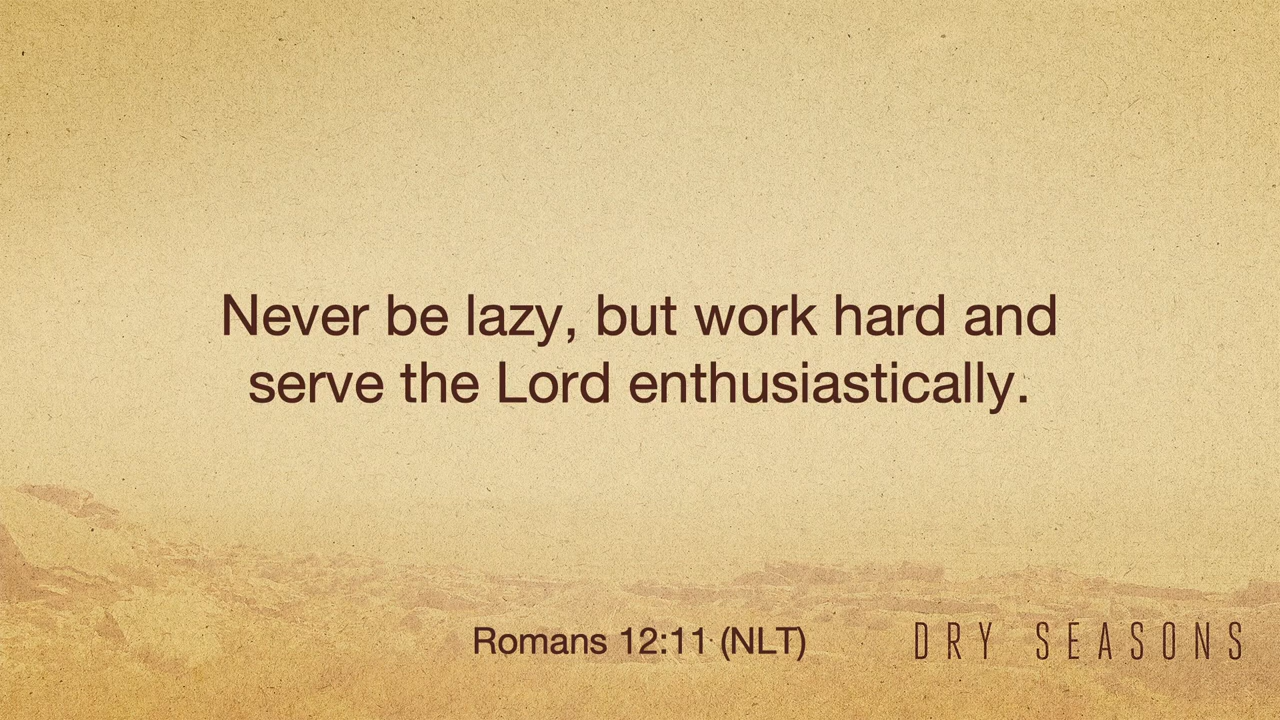 Never be lazy, but work hard and
serve the Lord enthusiastically.
Romans 12:11 (NLT)
DRY SEASONS